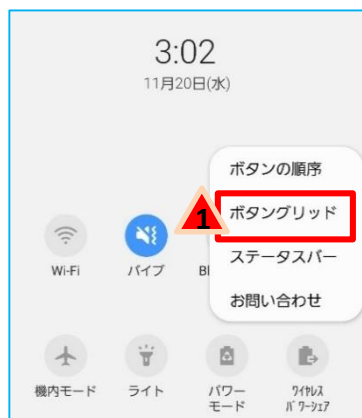 3:02
11月20日(水)
ボタンの順序
ボタングリッド
1
ステータスバー
お問い合わせ
Wi-Fi
バイブ
Bl
機内モード
ライト
パワー
モード
ワイヤレス
パワーシェア